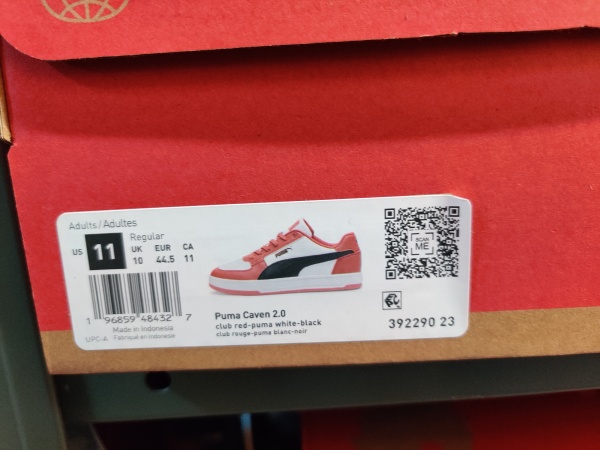 Adults/Adultes
Regular
US 11 UK EUR CA
10 44.5 11
SCAN
ME
PUMA
1 96859 48432 7
Made in Indonesia
UPC-A Fabriqué en Indonésie
Puma Caven 2.0
club red-puma white-black
club rouge-puma blanc-noir
392290 23